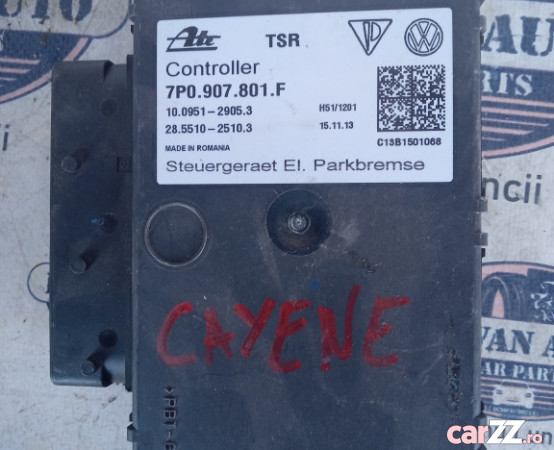 Ate TSR
Controller
7P0.907.801.F
10.0951-2905.3 H51/1201
28.5510-2510.3 15.11.13
MADE IN ROMANIA C13B1501068
Steuergeraet El. Parkbremse
CAYENE
carZZ.ro